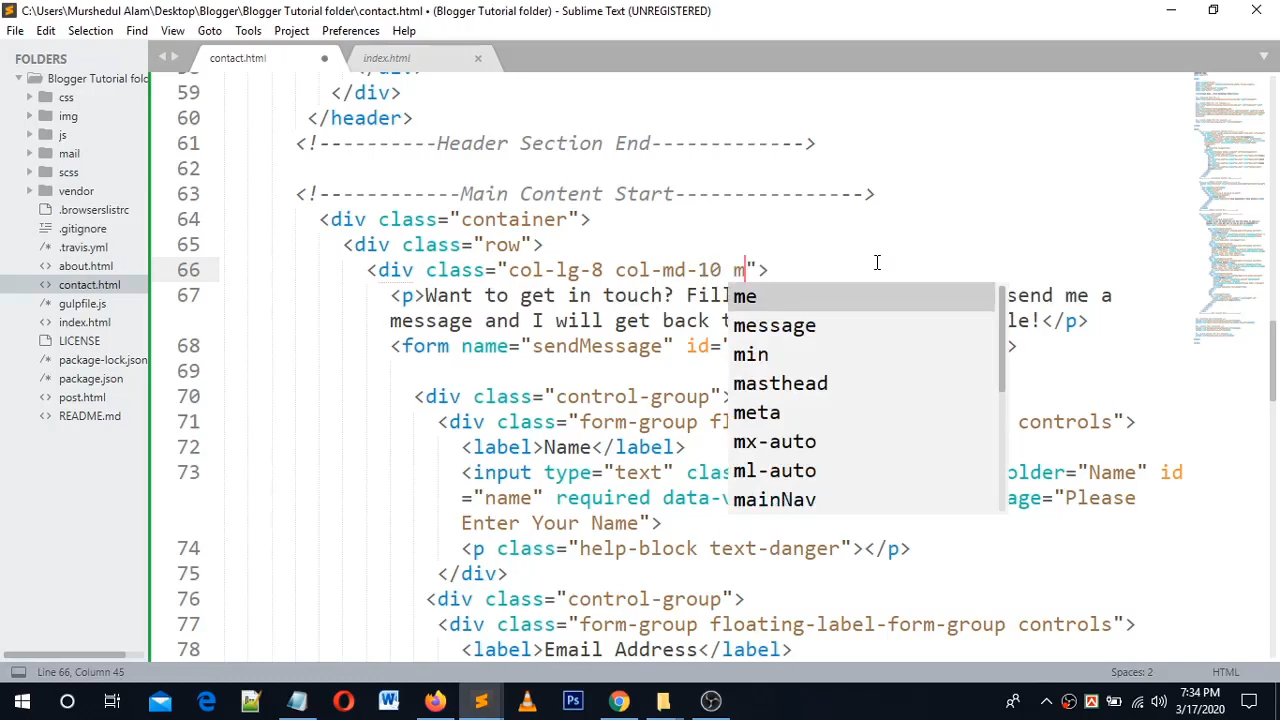 C:\Users\Murshedul Alam\Desktop\Blogger\Blogger Tutorial folder\contact.html • (Blogger Tutorial folder) - Sublime Text (UNREGISTERED)
File Edit Selection Find View Goto Tools Project Preferences Help
FOLDERS
Blogger Tutorial fold
css
img
js
mail
scss
vendor
.browserslistrc
.gitignore
.travis.yml
about.html
contact.html
gulpfile.js
index.html
LICENSE
package-lock.json
package.json
post.html
README.md
contact.html index.html
59 </div>
60 </header>
61 <!----------Header Section End------------->
62
63 <!------------Main Content Start---------------->
64 <div class="continer">
65 <div class="row">
66 <div class="col-lg-8 col-md-10 m">
67 <p>Want to get in touch? Fill send me a
message and I will get back t le!</p>
68 <form name="sendMessage" id=" >
69
70 <div class="control-group">
71 <div class="form-group fl controls">
72 <label>Name</label>
73 <input type="text" clas older="Name" id
="name" required data-v age="Please
Enter Your Name">
74 <p class="help-block text-danger"></p>
75 </div>
76 <div class="control-group">
77 <div class="form-group floating-label-form-group controls">
78 <label>Email Address</label>
me
message
min
masthead
meta
mx-auto
ml-auto
mainNav
Line 66, Column 45
Spaces: 2 HTML
7:34 PM
3/17/2020